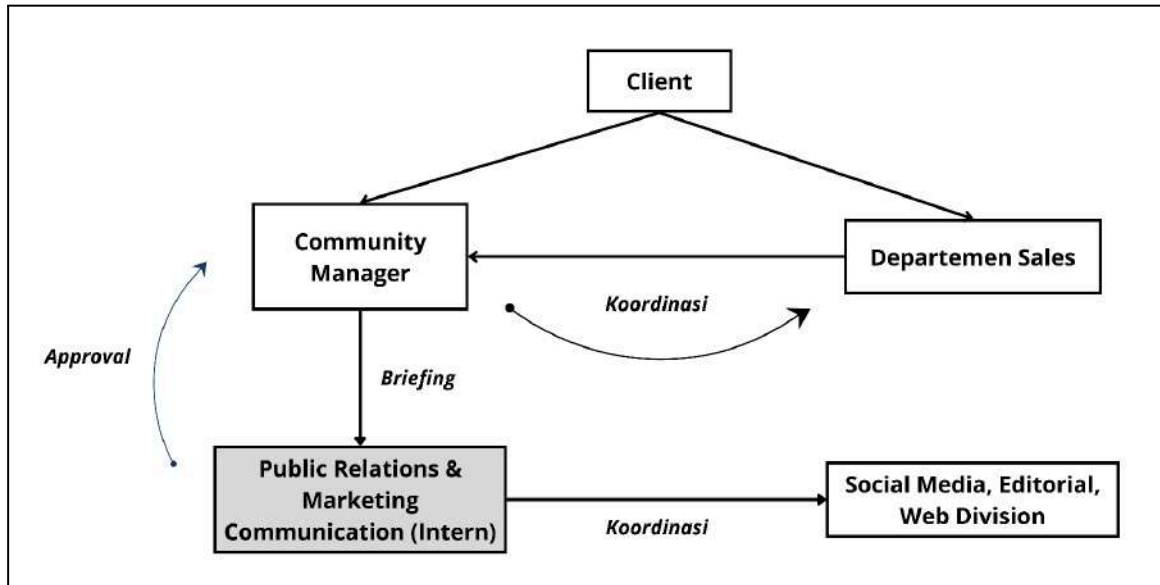 Client
Community
Manager
Departemen Sales
Koordinasi
Approval
Briefing
Public Relations &
Marketing
Communication (Intern)
Social Media, Editorial,
Web Division
Koordinasi